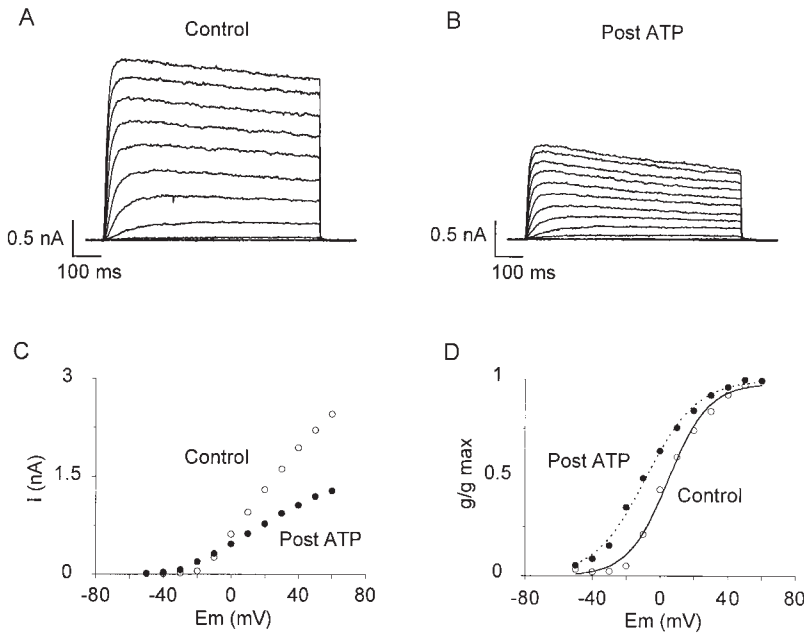 A
Control
0.5 nA
100 ms
B
Post ATP
0.5 nA
100 ms
C
3
1.5
0
I (nA)
Control
Post ATP
-80 -40 0 40 80
Em (mV)
D
1
0.5
0
g/g max
Post ATP
Control
-80 -40 0 40 80
Em (mV)